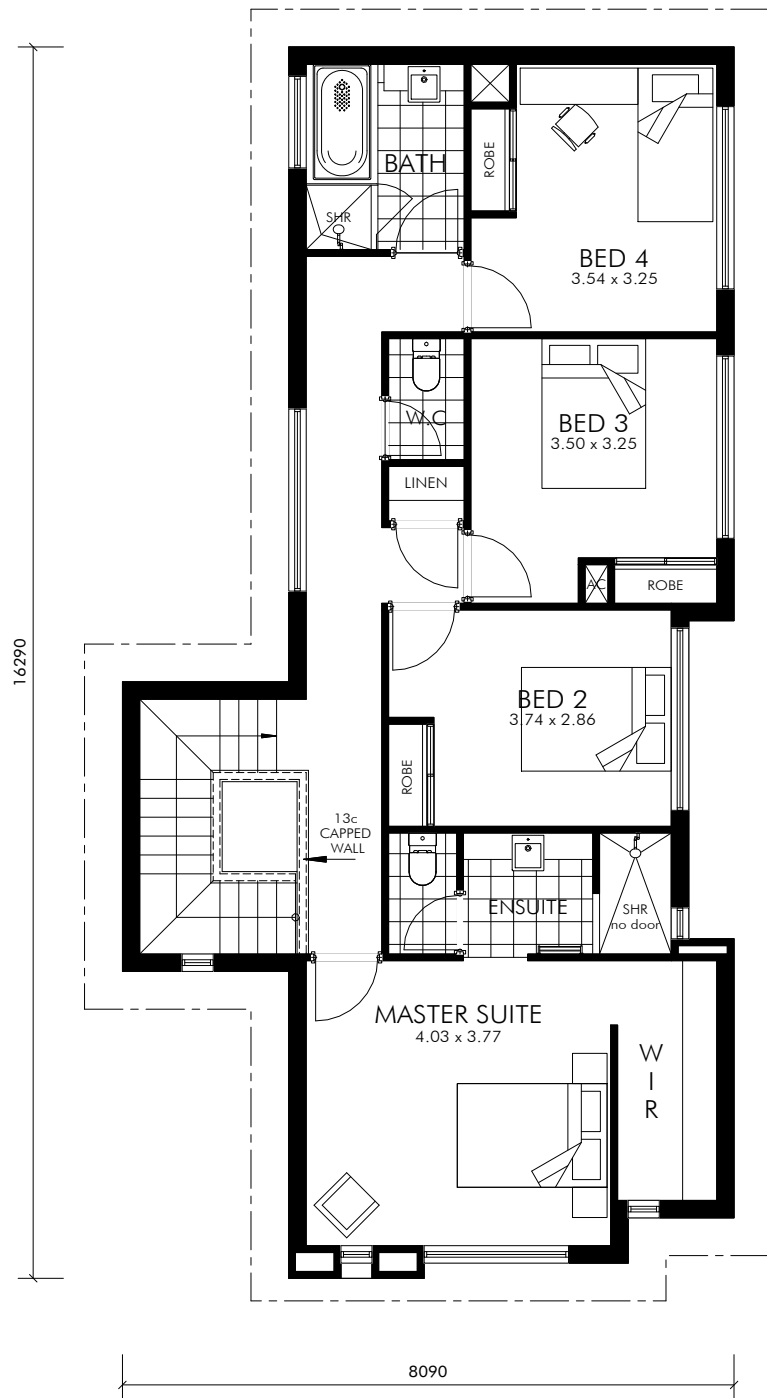 BATH
SHR
ROBE
BED 4
3.54 x 3.25
W.C
BED 3
3.50 x 3.25
LINEN
AC
ROBE
16290
BED 2
3.74 x 2.86
ROBE
13c
CAPPED
WALL
ENSUITE
SHR
no door
MASTER SUITE
4.03 x 3.77
W
I
R
8090